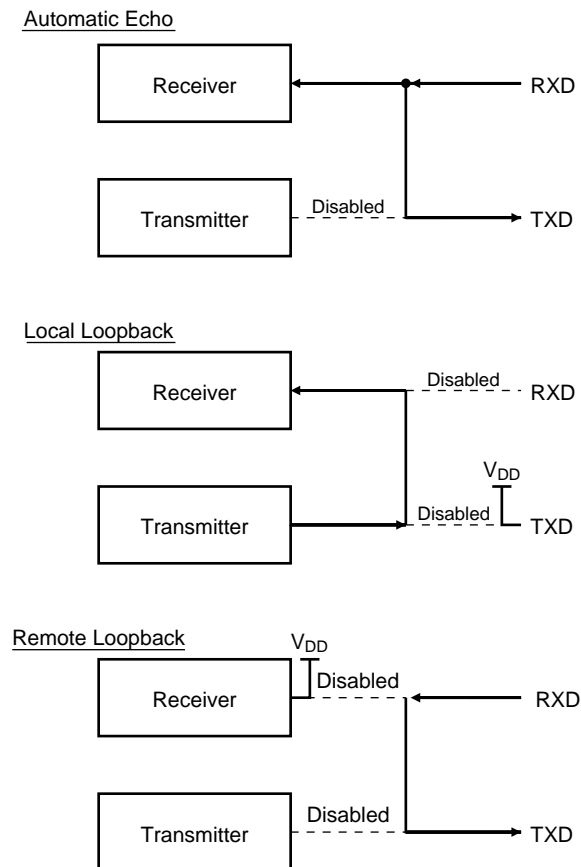 Automatic Echo
Receiver
RXD
Transmitter
Disabled
TXD
Local Loopback
Receiver
Disabled
RXD
VDD
Transmitter
Disabled
TXD
Remote Loopback
VDD
Receiver
Disabled
RXD
Transmitter
Disabled
TXD